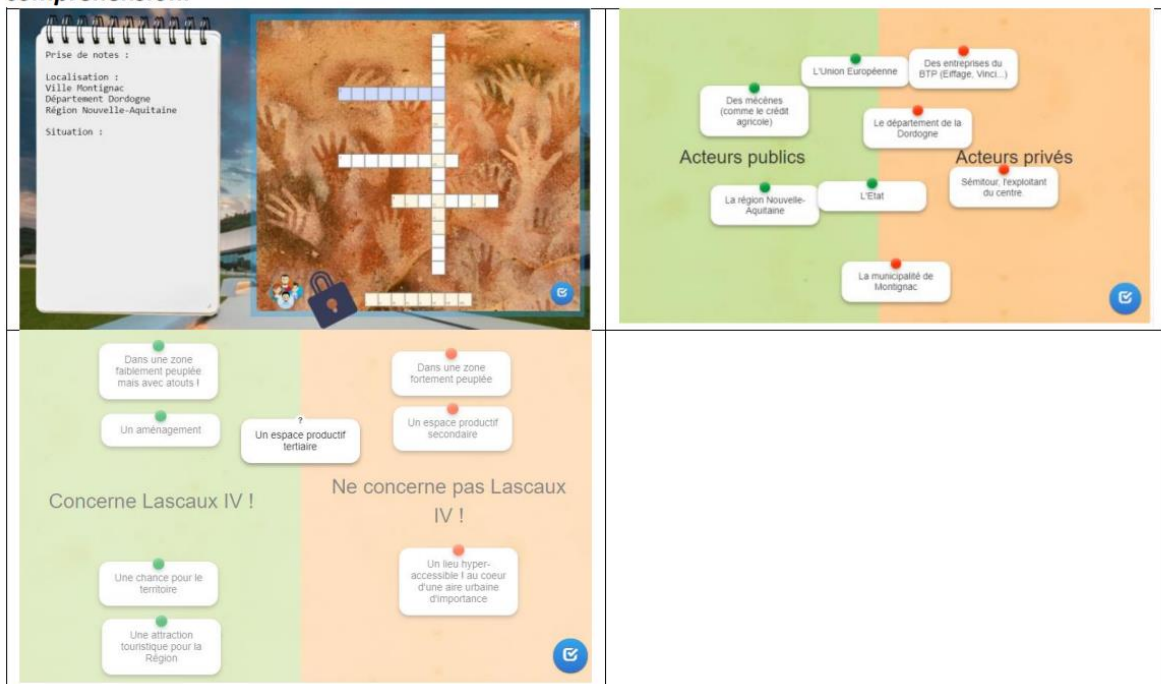 compréhension.
Prise de notes :
Localisation :
Ville Montignac
Département Dordogne
Région Nouvelle-Aquitaine
Situation :
L'Union Européenne
Des entreprises du
BTP (Eiffage, Vinci...)
Des mécènes
(comme le crédit
agricole)
Le département de la
Dordogne
Acteurs publics
Acteurs privés
La région Nouvelle-
Aquitaine
L'Etat
Sémitour, l'exploitant
du centre
La municipalité de
Montignac
Dans une zone
faiblement peuplée
mais avec atouts !
Dans une zone
fortement peuplée
Un aménagement
?
Un espace productif
tertiaire
Un espace productif
secondaire
Concerne Lascaux IV !
Ne concerne pas Lascaux
IV !
Une chance pour le
territoire
Un lieu hyper-
accessible ! au coeur
d'une aire urbaine
d'importance
Une attraction
touristique pour la
Région